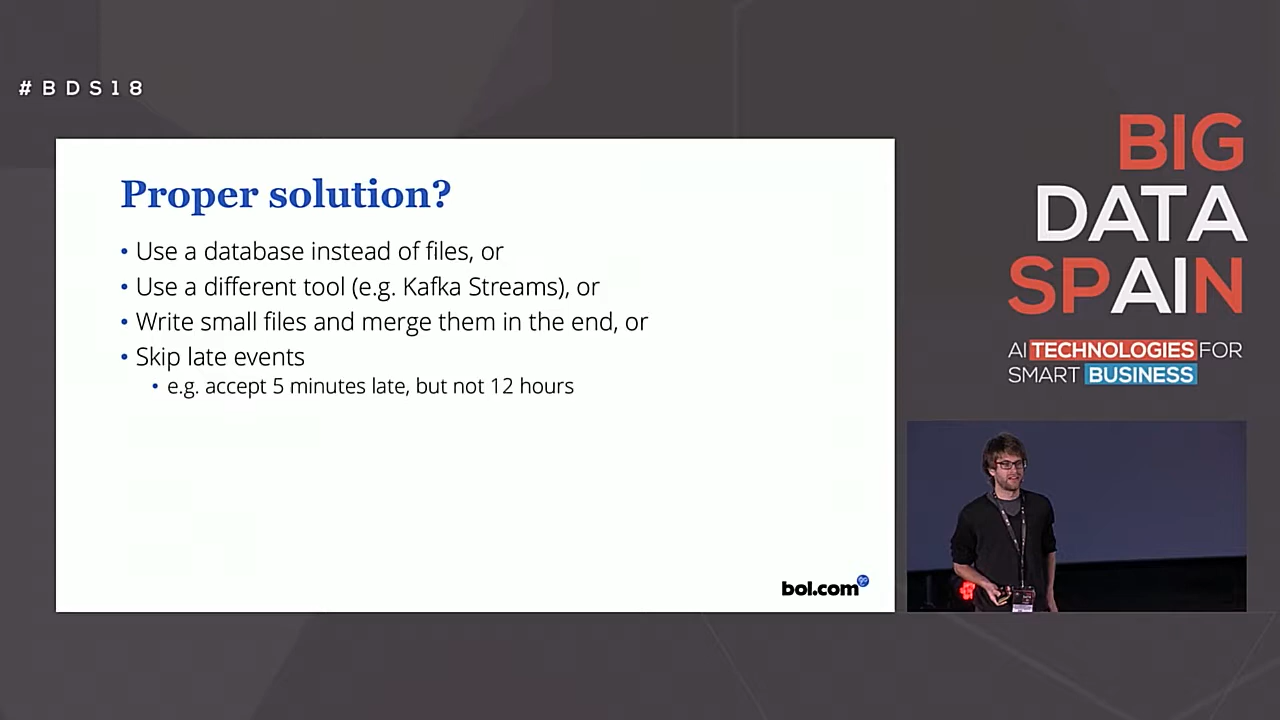 #BDS18
Proper solution?
• Use a database instead of files, or
• Use a different tool (e.g. Kafka Streams), or
• Write small files and merge them in the end, or
• Skip late events
• e.g. accept 5 minutes late, but not 12 hours
bol.com
BIG
DATA
SPAIN
AI TECHNOLOGIES FOR
SMART BUSINESS